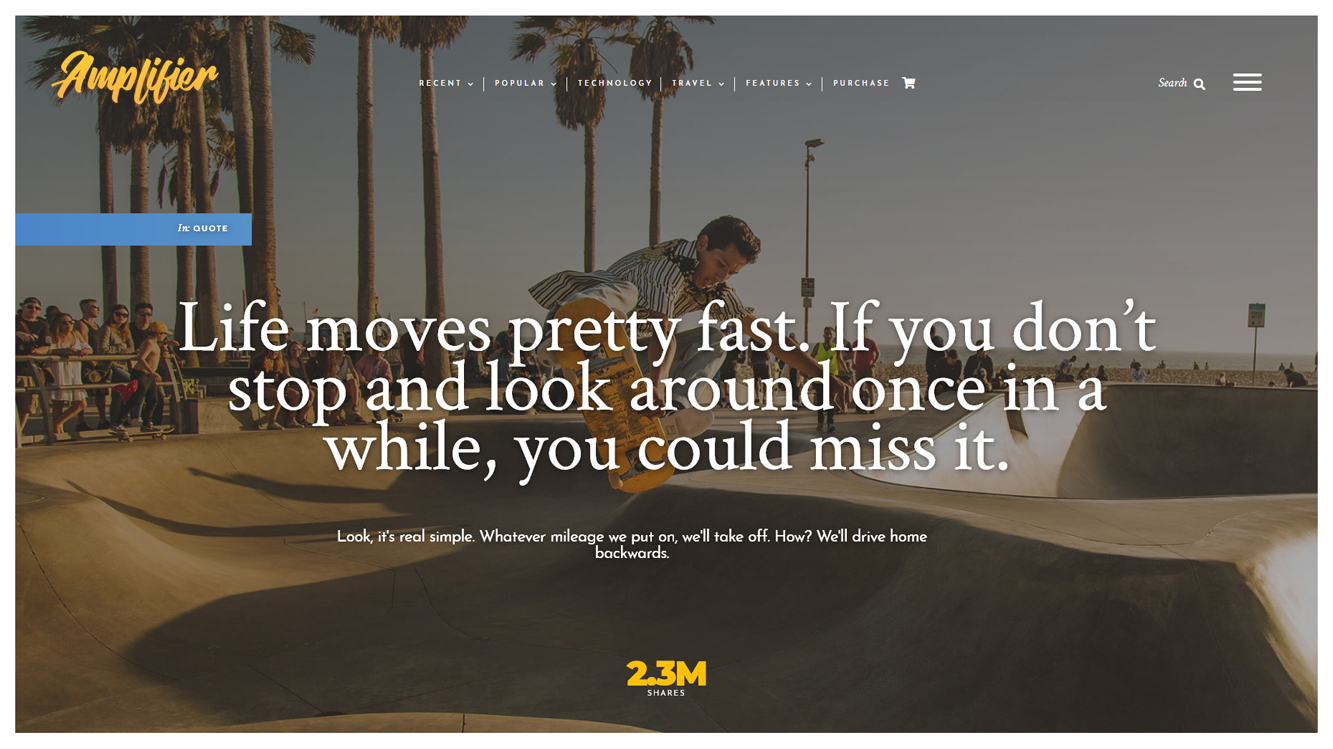 Amplifier
RECENT
POPULAR
TECHNOLOGY
TRAVEL
FEATURES
PURCHASE
Search
In: QUOTE
Life moves pretty fast. If you don’t
stop and look around once in a
while, you could miss it.
Look, it's real simple. Whatever mileage we put on, we'll take off. How? We'll drive home
backwards.
2.3M
SHARES